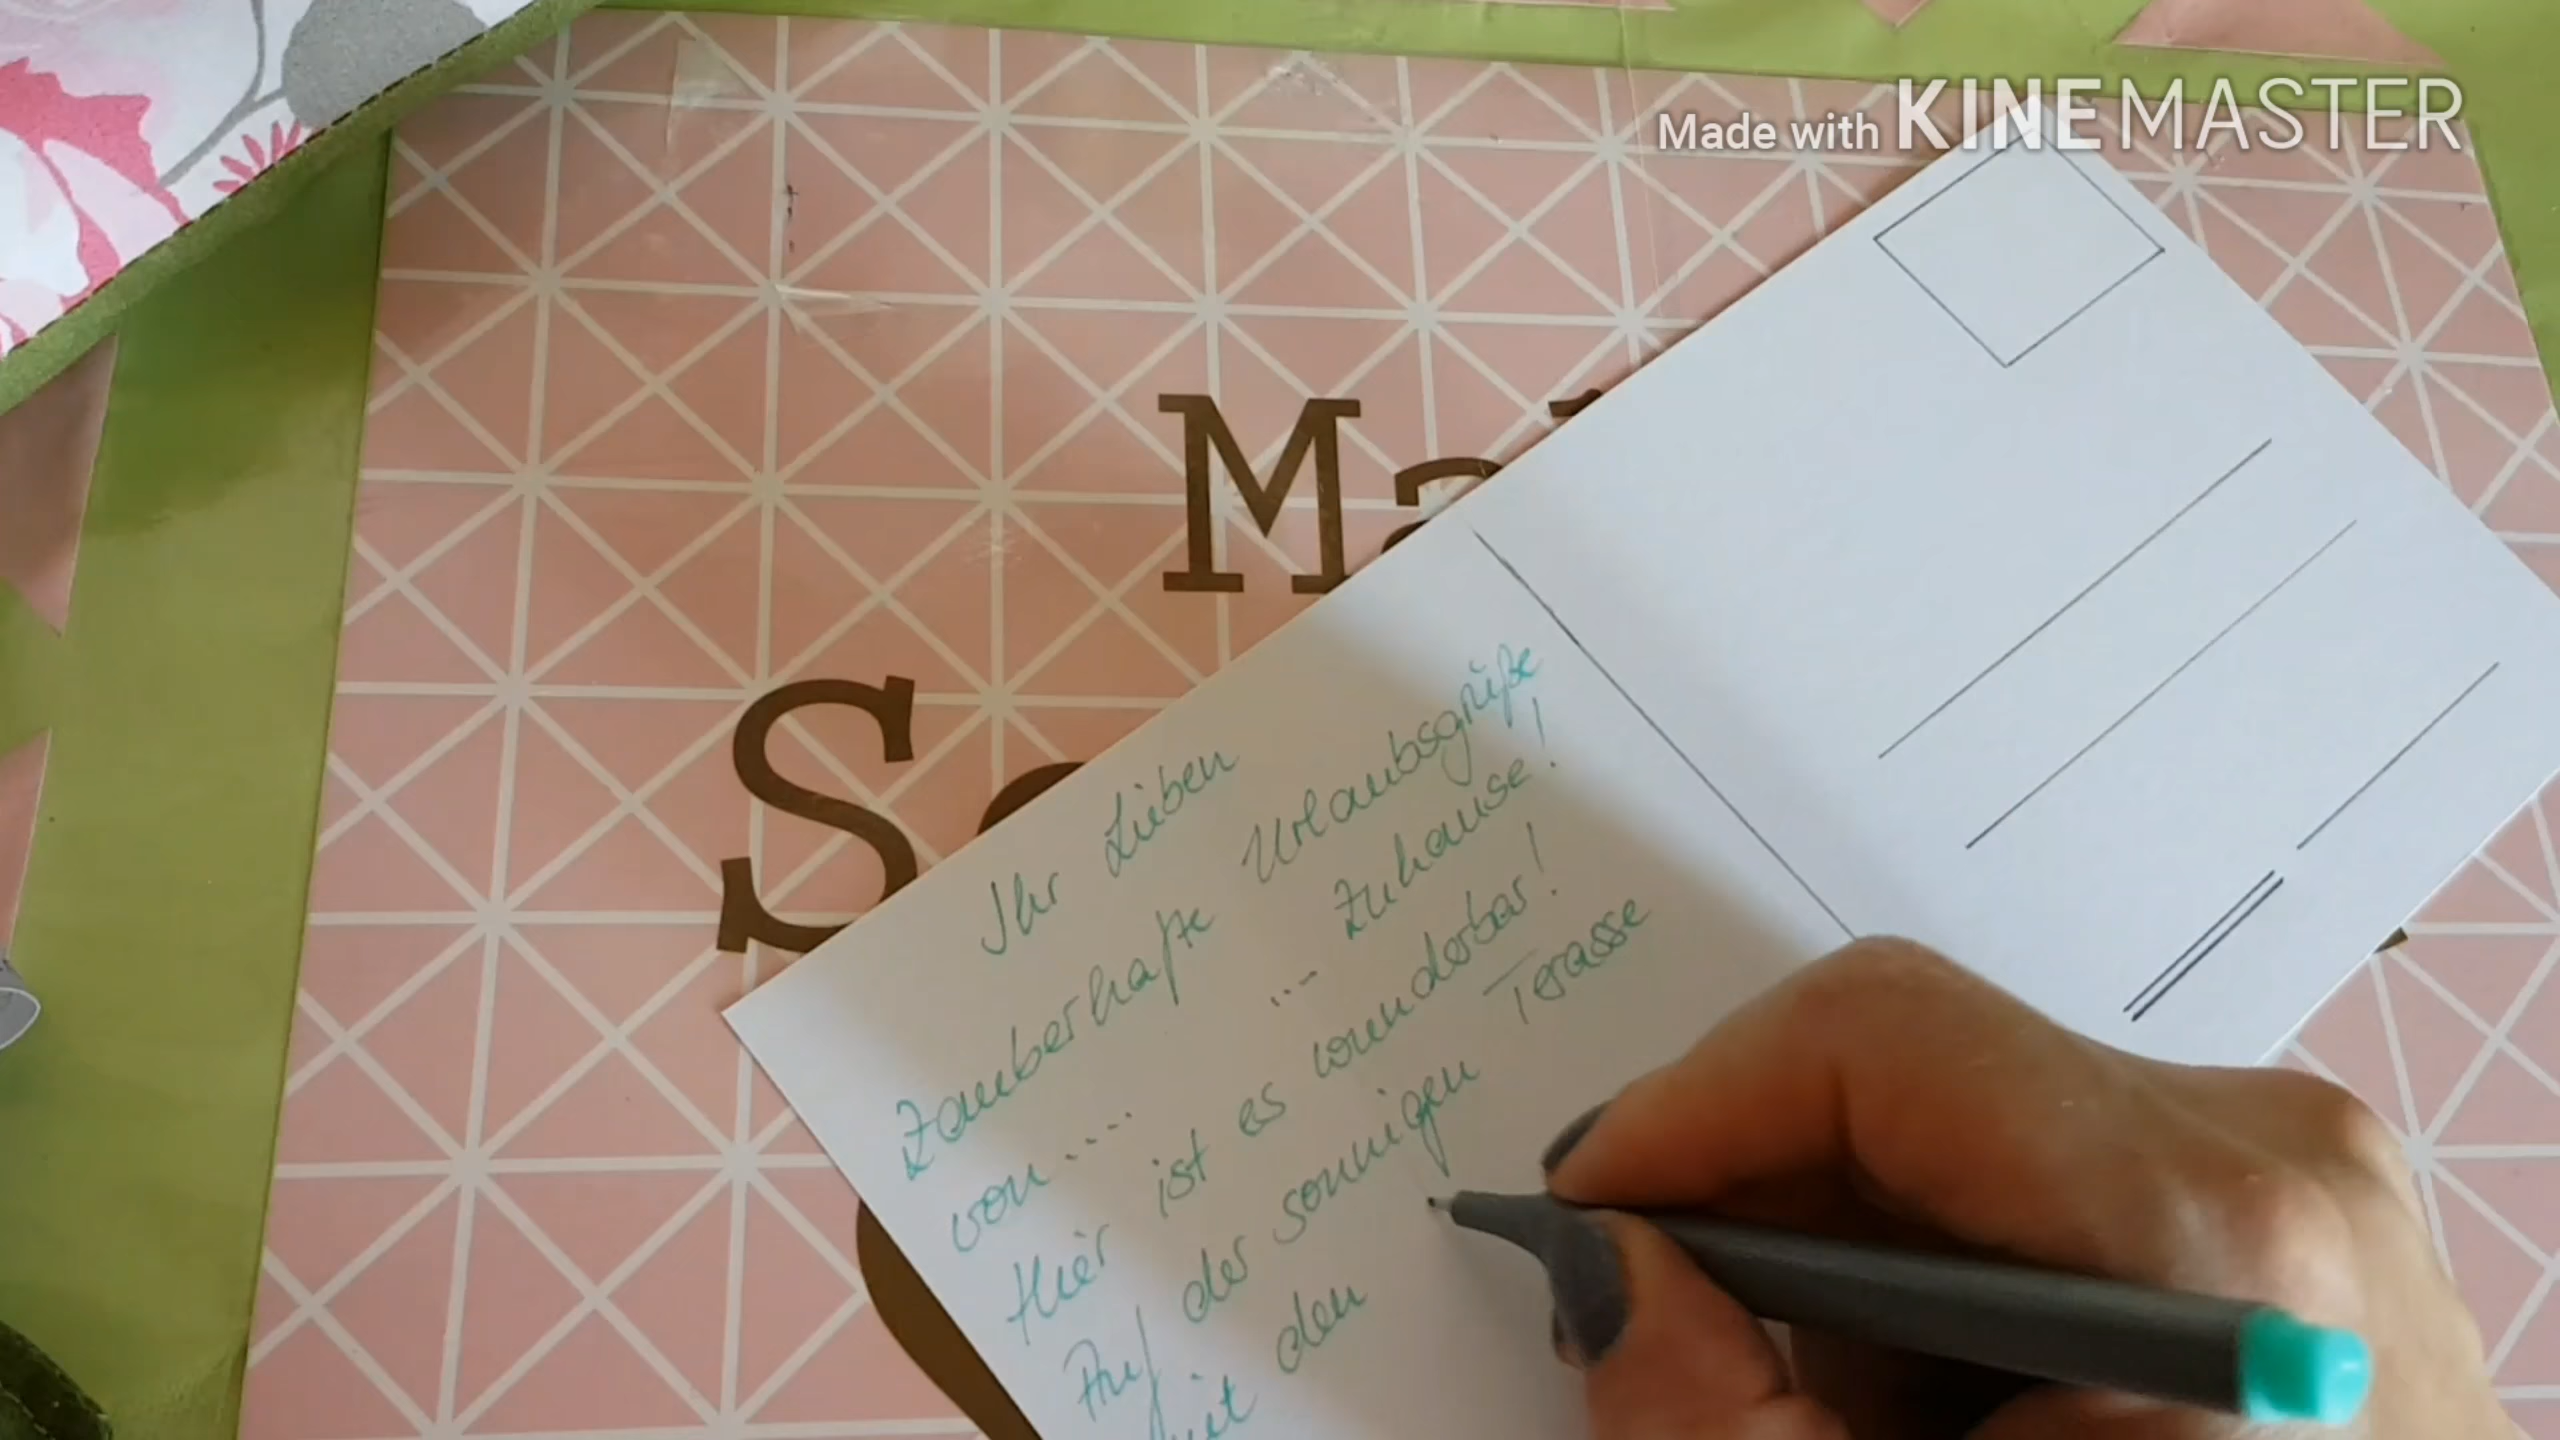 Made with KINEMASTER
Ma
S
Ihr Lieben
Zauberhafte Urlaubsgrüße
von .... ... Zuhause!
Hier ist es wunderbar!
Auf der sonnigen Terasse
mit den